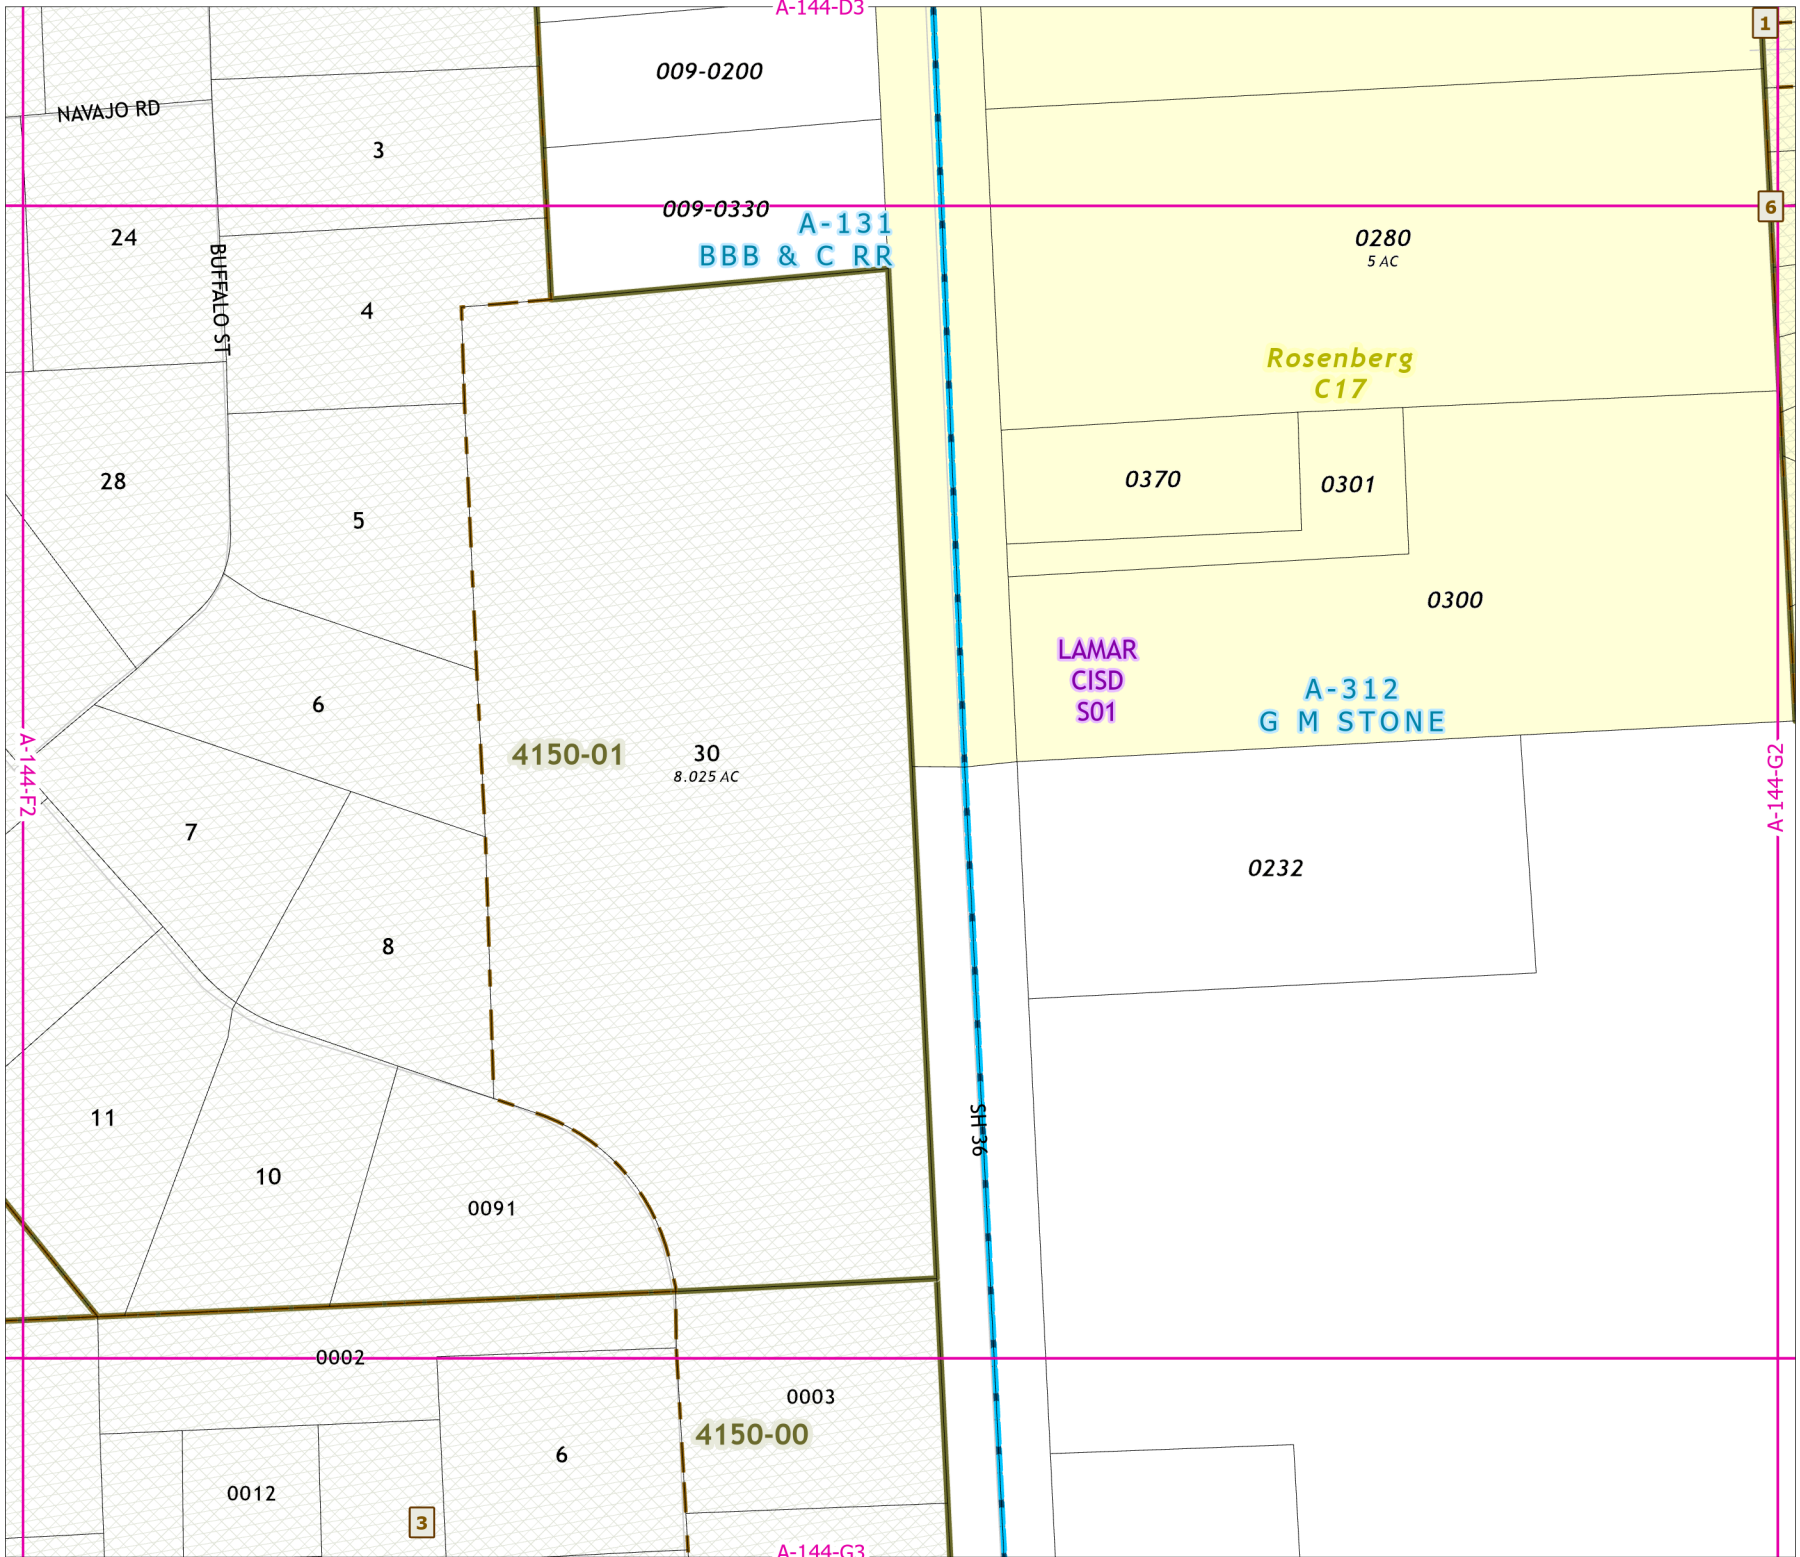 A-144-D3
1
009-0200
NAVAJO RD
3
009-0330
6
A-131
BBB & C RR
24
0280
5 AC
BUFFALO ST
4
Rosenberg
C17
28
0370
0301
5
0300
LAMAR
CISD
S01
A-312
G M STONE
6
4150-01
30
8.025 AC
A-144-F2
A-144-G2
7
0232
8
11
SH 36
10
0091
0002
0003
4150-00
6
0012
3
A-144-G3